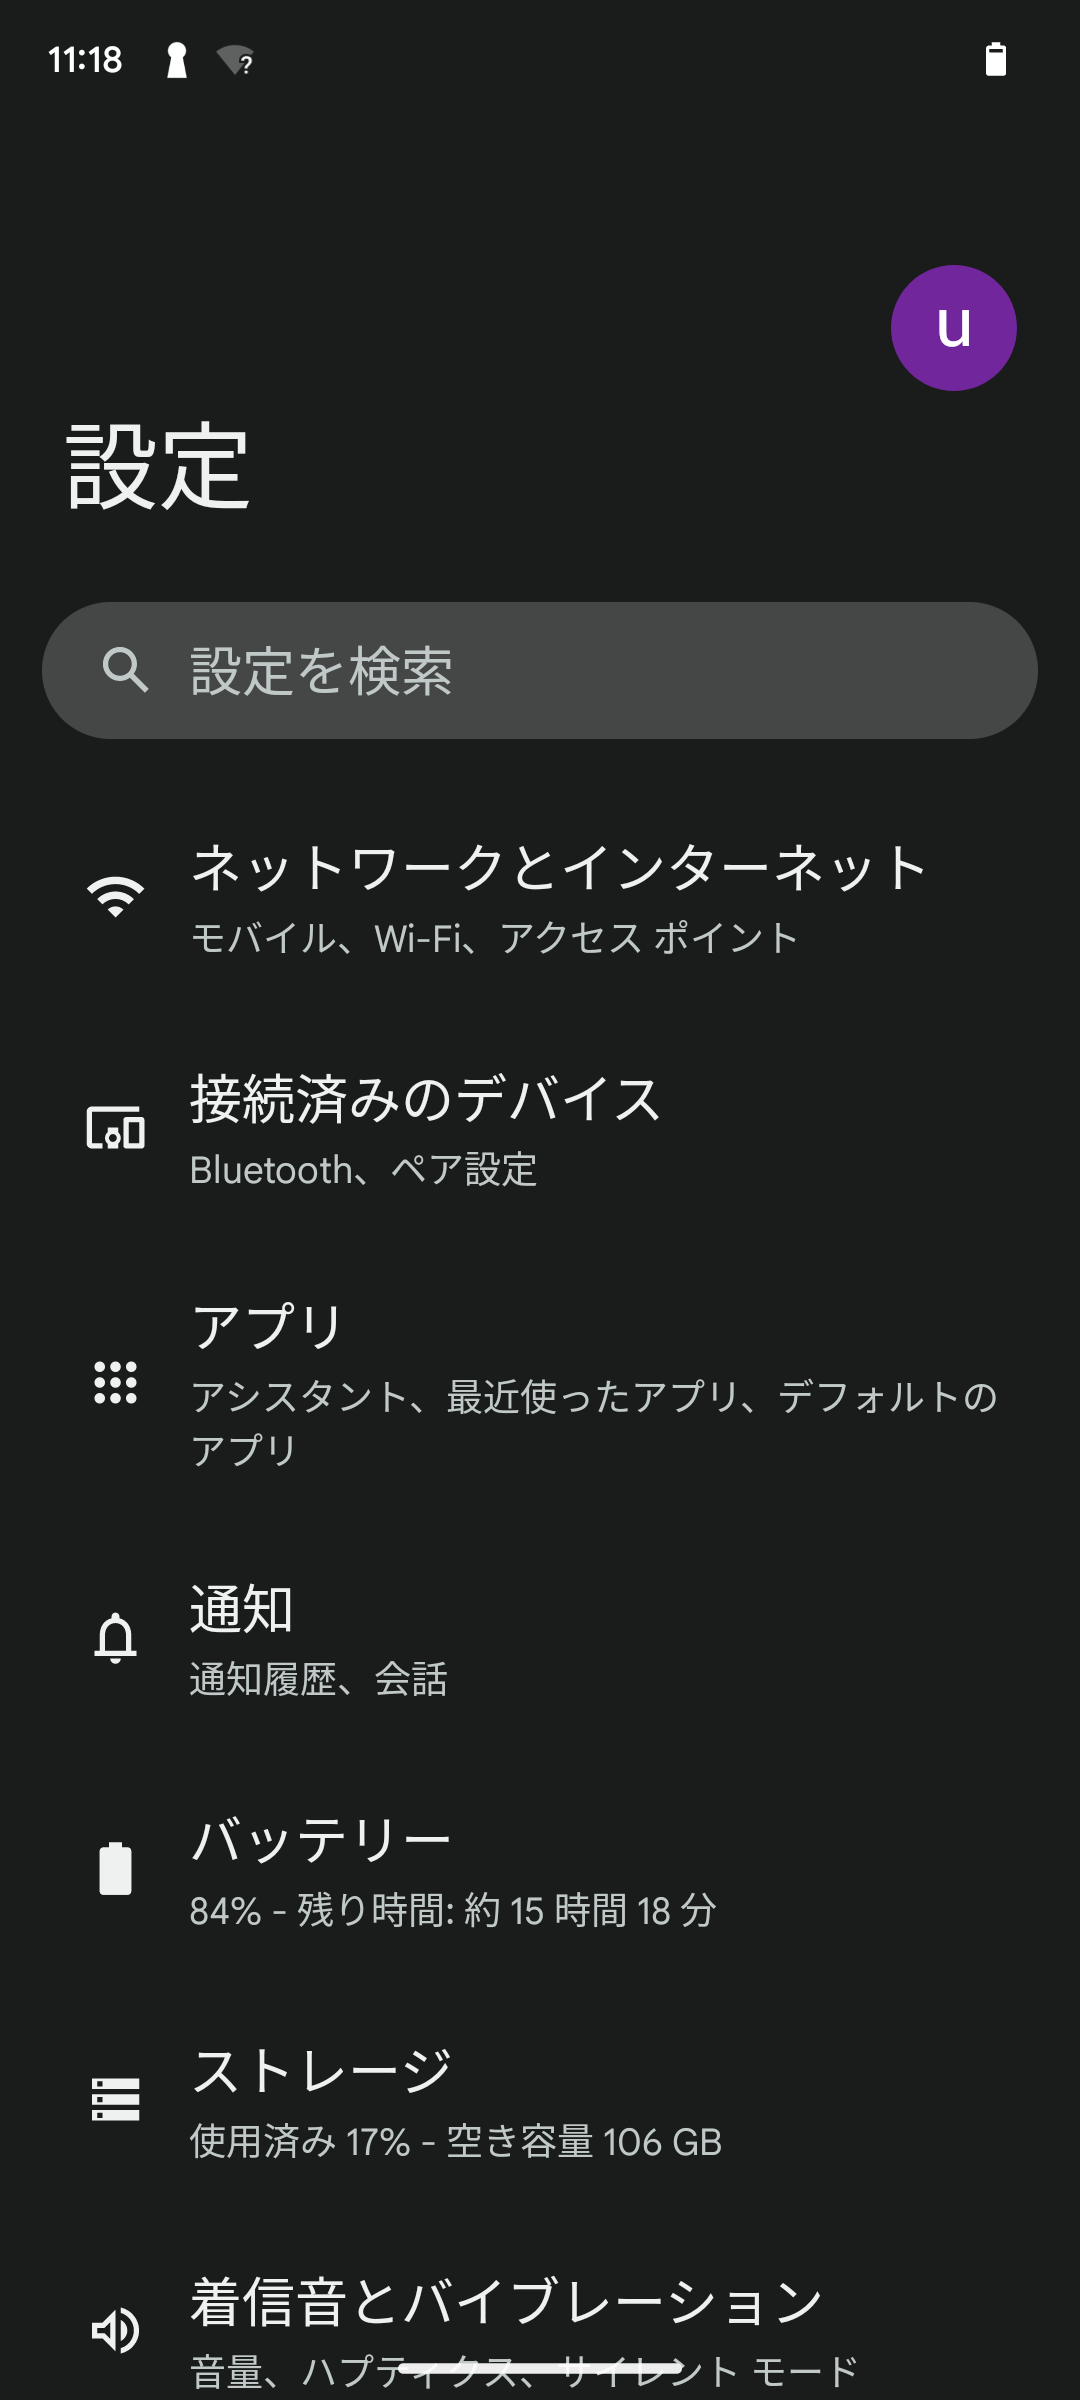 11:18
u
設定
設定を検索
ネットワークとインターネット
モバイル、Wi-Fi、アクセス ポイント
接続済みのデバイス
Bluetooth、ペア設定
アプリ
アシスタント、最近使ったアプリ、デフォルトの
アプリ
通知
通知履歴、会話
バッテリー
84% - 残り時間: 約 15 時間 18 分
ストレージ
使用済み 17% - 空き容量 106 GB
着信音とバイブレーション
音量、ハプティクス、サイレント モード